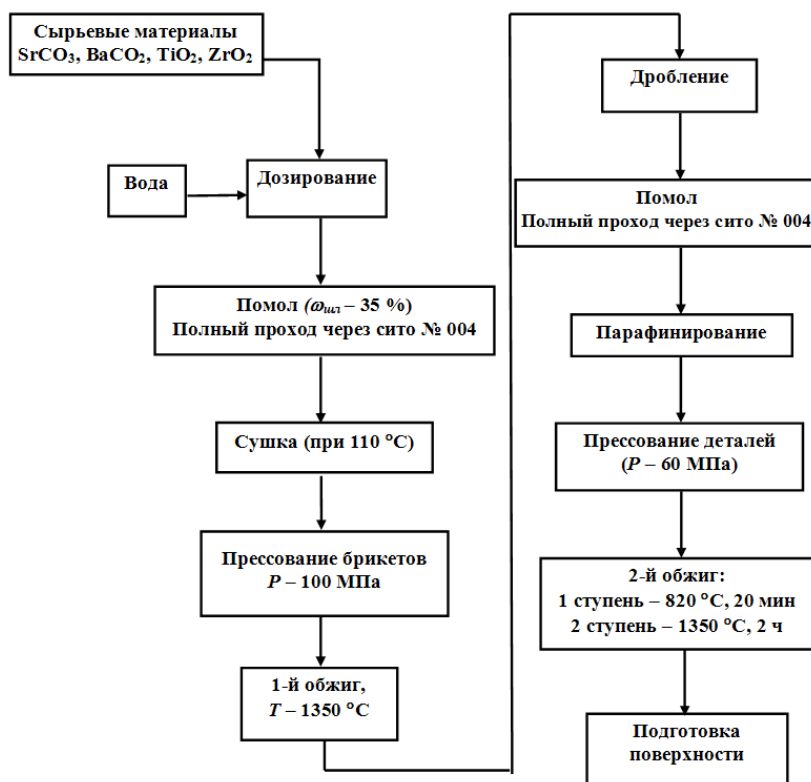 Сырьевые материалы
SrCO₃, BaCO₂, TiO₂, ZrO₂
Вода
Дозирование
Помол (ωшл – 35 %)
Полный проход через сито № 004
Сушка (при 110 °С)
Прессование брикетов
P – 100 МПа
1-й обжиг,
T – 1350 °С
Дробление
Помол
Полный проход через сито № 004
Парафинирование
Прессование деталей
(P – 60 МПа)
2-й обжиг:
1 ступень – 820 °С, 20 мин
2 ступень – 1350 °С, 2 ч
Подготовка
поверхности